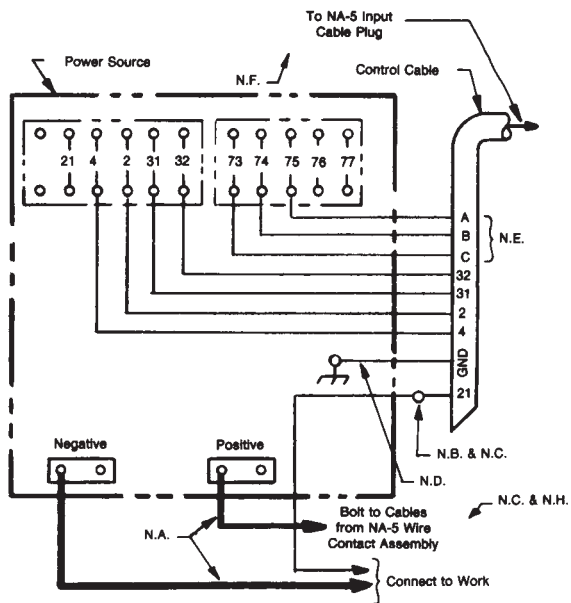 To NA-5 Input
Cable Plug
Power Source
N.F.
Control Cable
21 4 2 31 32 73 74 75 76 77
A
B
N.E.
C
32
31
2
4
GND
21
Negative
Positive
N.B. & N.C.
N.D.
N.C. & N.H.
Bolt to Cables
from NA-5 Wire
Contact Assembly
N.A.
Connect to Work